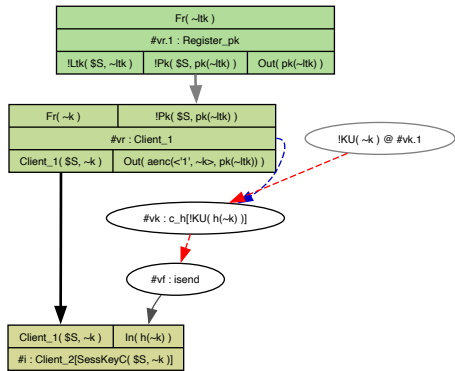 Fr( ~ltk )
#vr.1 : Register_pk
!Ltk( $S, ~ltk ) !Pk( $S, pk(~ltk) ) Out( pk(~ltk) )
Fr( ~k ) !Pk( $S, pk(~ltk) )
#vr : Client_1
Client_1( $S, ~k ) Out( aenc(<'1', ~k>, pk(~ltk)) )
!KU( ~k ) @ #vk.1
#vk : c_h[!KU( h(~k) )]
#vf : isend
Client_1( $S, ~k ) In( h(~k) )
#i : Client_2[SessKeyC( $S, ~k )]